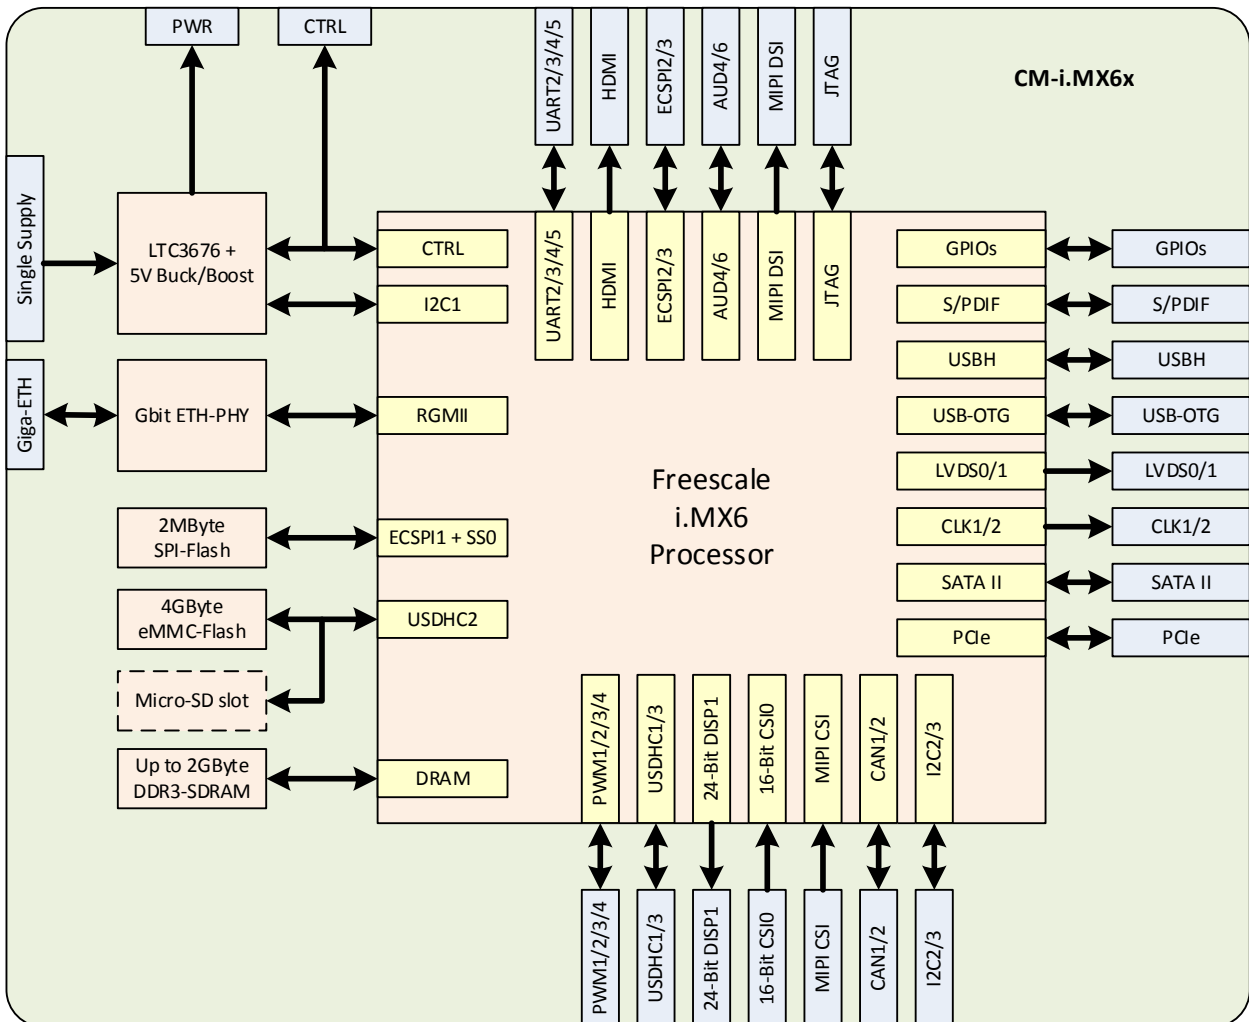 PWR
CTRL
UART2/3/4/5
HDMI
ECSPI2/3
AUD4/6
MIPI DSI
JTAG
CM-i.MX6x
Single Supply
LTC3676 +
5V Buck/Boost
CTRL
I2C1
UART2/3/4/5
HDMI
ECSPI2/3
AUD4/6
MIPI DSI
JTAG
GPIOs
GPIOs
S/PDIF
S/PDIF
USBH
USBH
USB-OTG
USB-OTG
LVDS0/1
LVDS0/1
CLK1/2
CLK1/2
SATA II
SATA II
PCIe
PCIe
Giga-ETH
Gbit ETH-PHY
RGMII
Freescale
i.MX6
Processor
2MByte
SPI-Flash
ECSPI1 + SS0
4GByte
eMMC-Flash
USDHC2
Micro-SD slot
Up to 2GByte
DDR3-SDRAM
DRAM
PWM1/2/3/4
USDHC1/3
24-Bit DISP1
16-Bit CSI0
MIPI CSI
CAN1/2
I2C2/3
PWM1/2/3/4
USDHC1/3
24-Bit DISP1
16-Bit CSI0
MIPI CSI
CAN1/2
I2C2/3